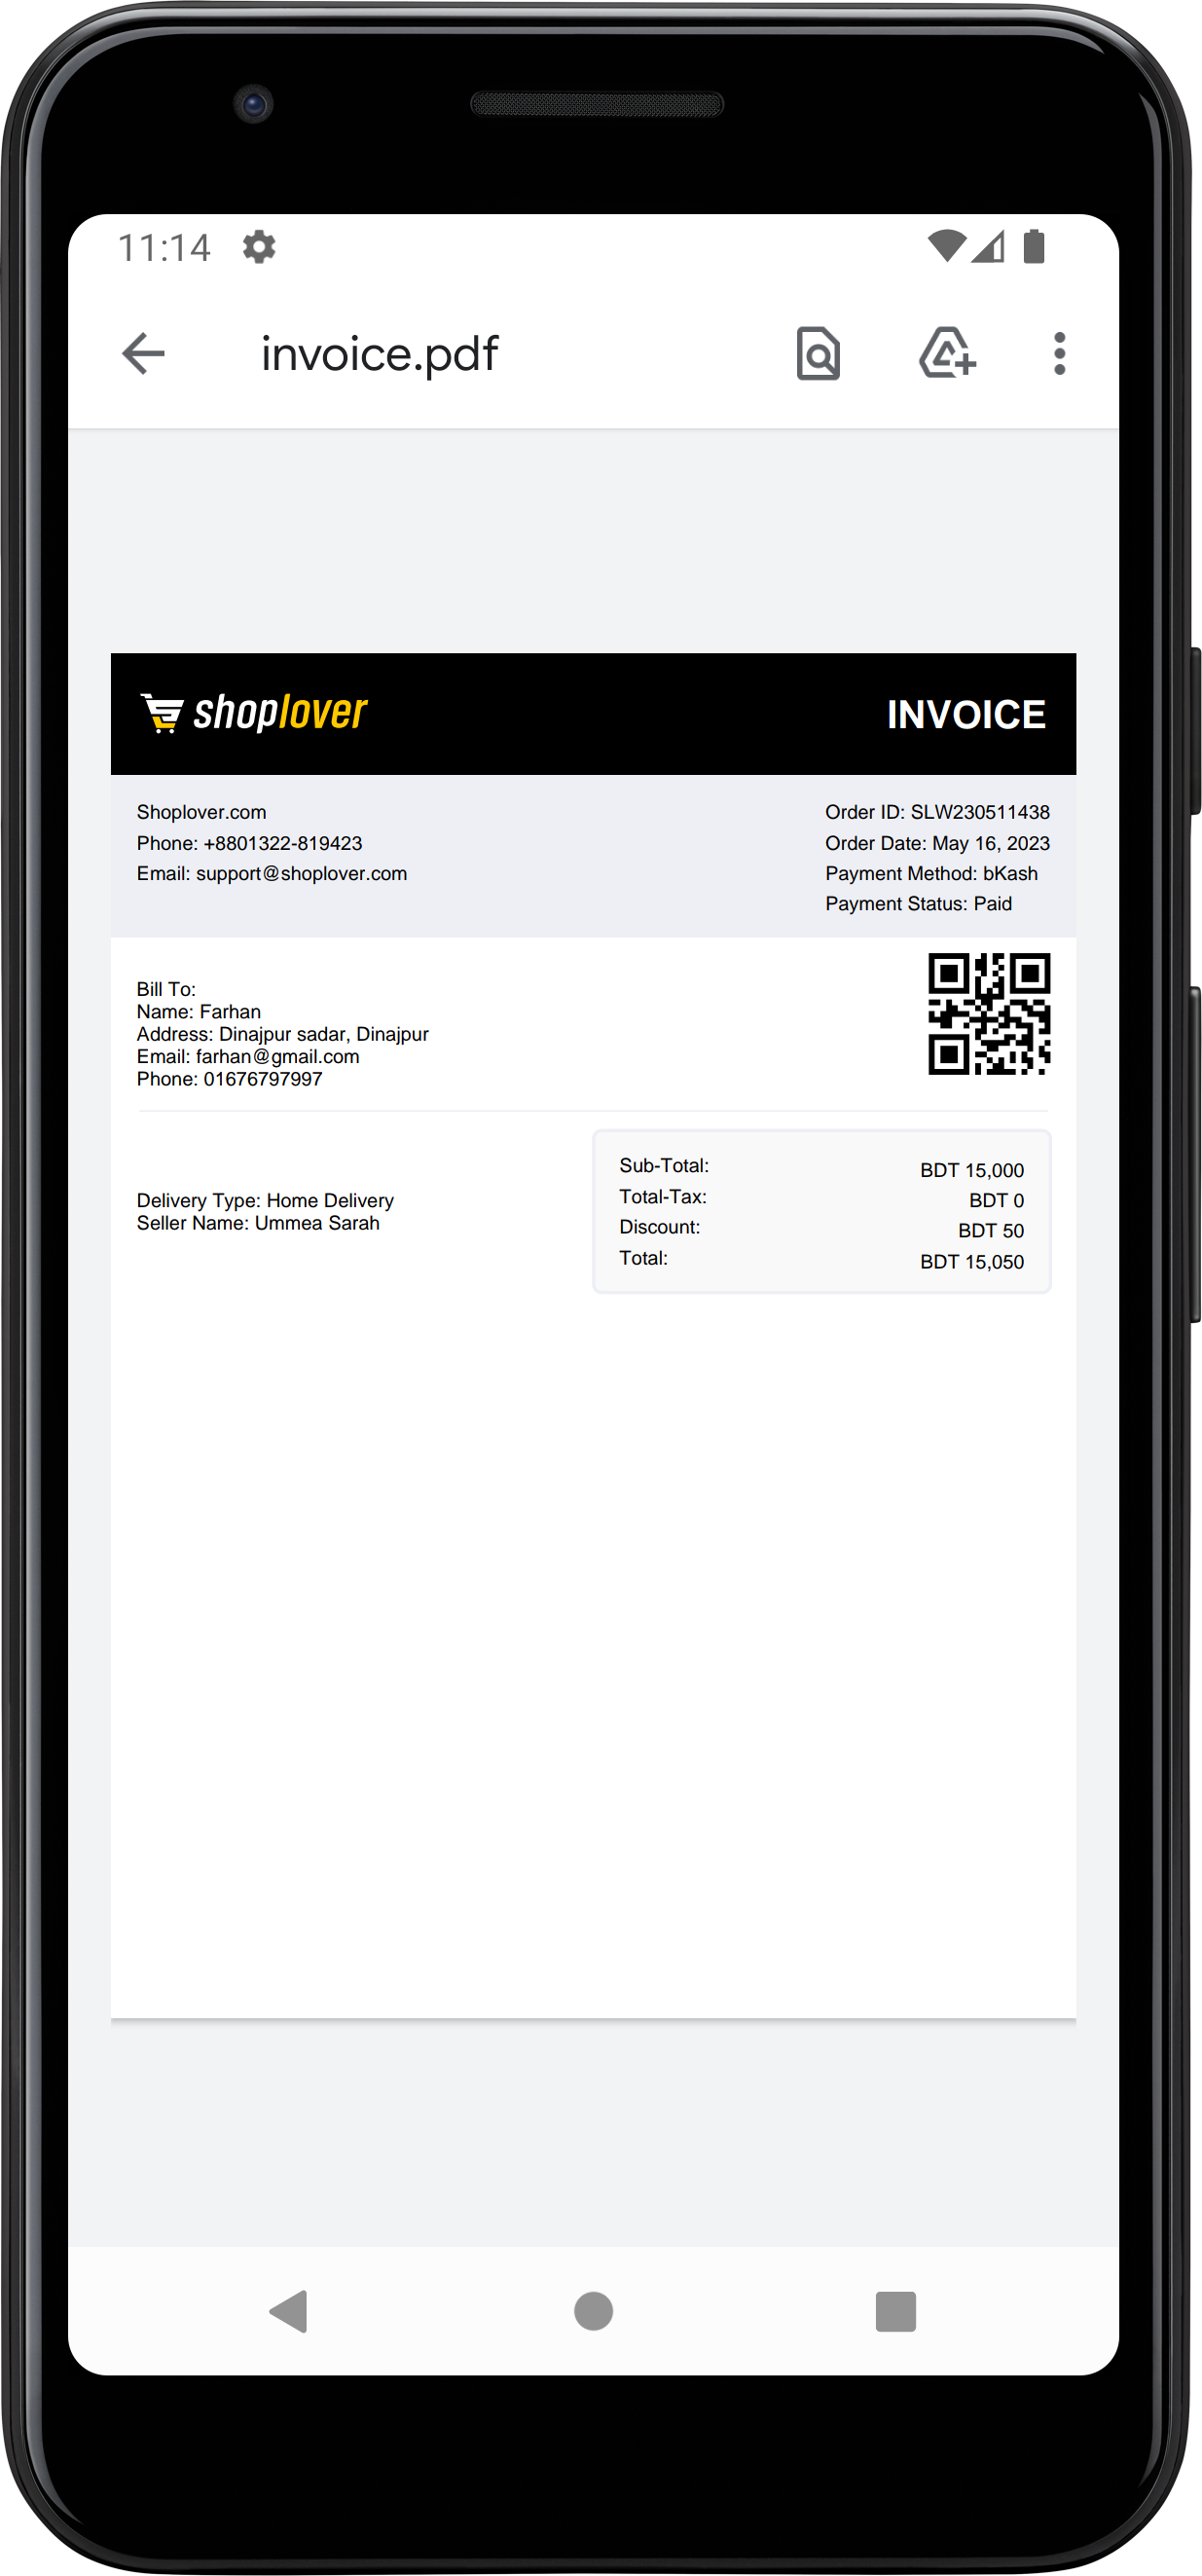 11:14
invoice.pdf
shoplover
INVOICE
Shoplover.com
Phone: +8801322-819423
Email: support@shoplover.com
Order ID: SLW230511438
Order Date: May 16, 2023
Payment Method: bKash
Payment Status: Paid
Bill To:
Name: Farhan
Address: Dinajpur sadar, Dinajpur
Email: farhan@gmail.com
Phone: 01676797997
Delivery Type: Home Delivery
Seller Name: Ummea Sarah
Sub-Total: BDT 15,000
Total-Tax: BDT 0
Discount: BDT 50
Total: BDT 15,050